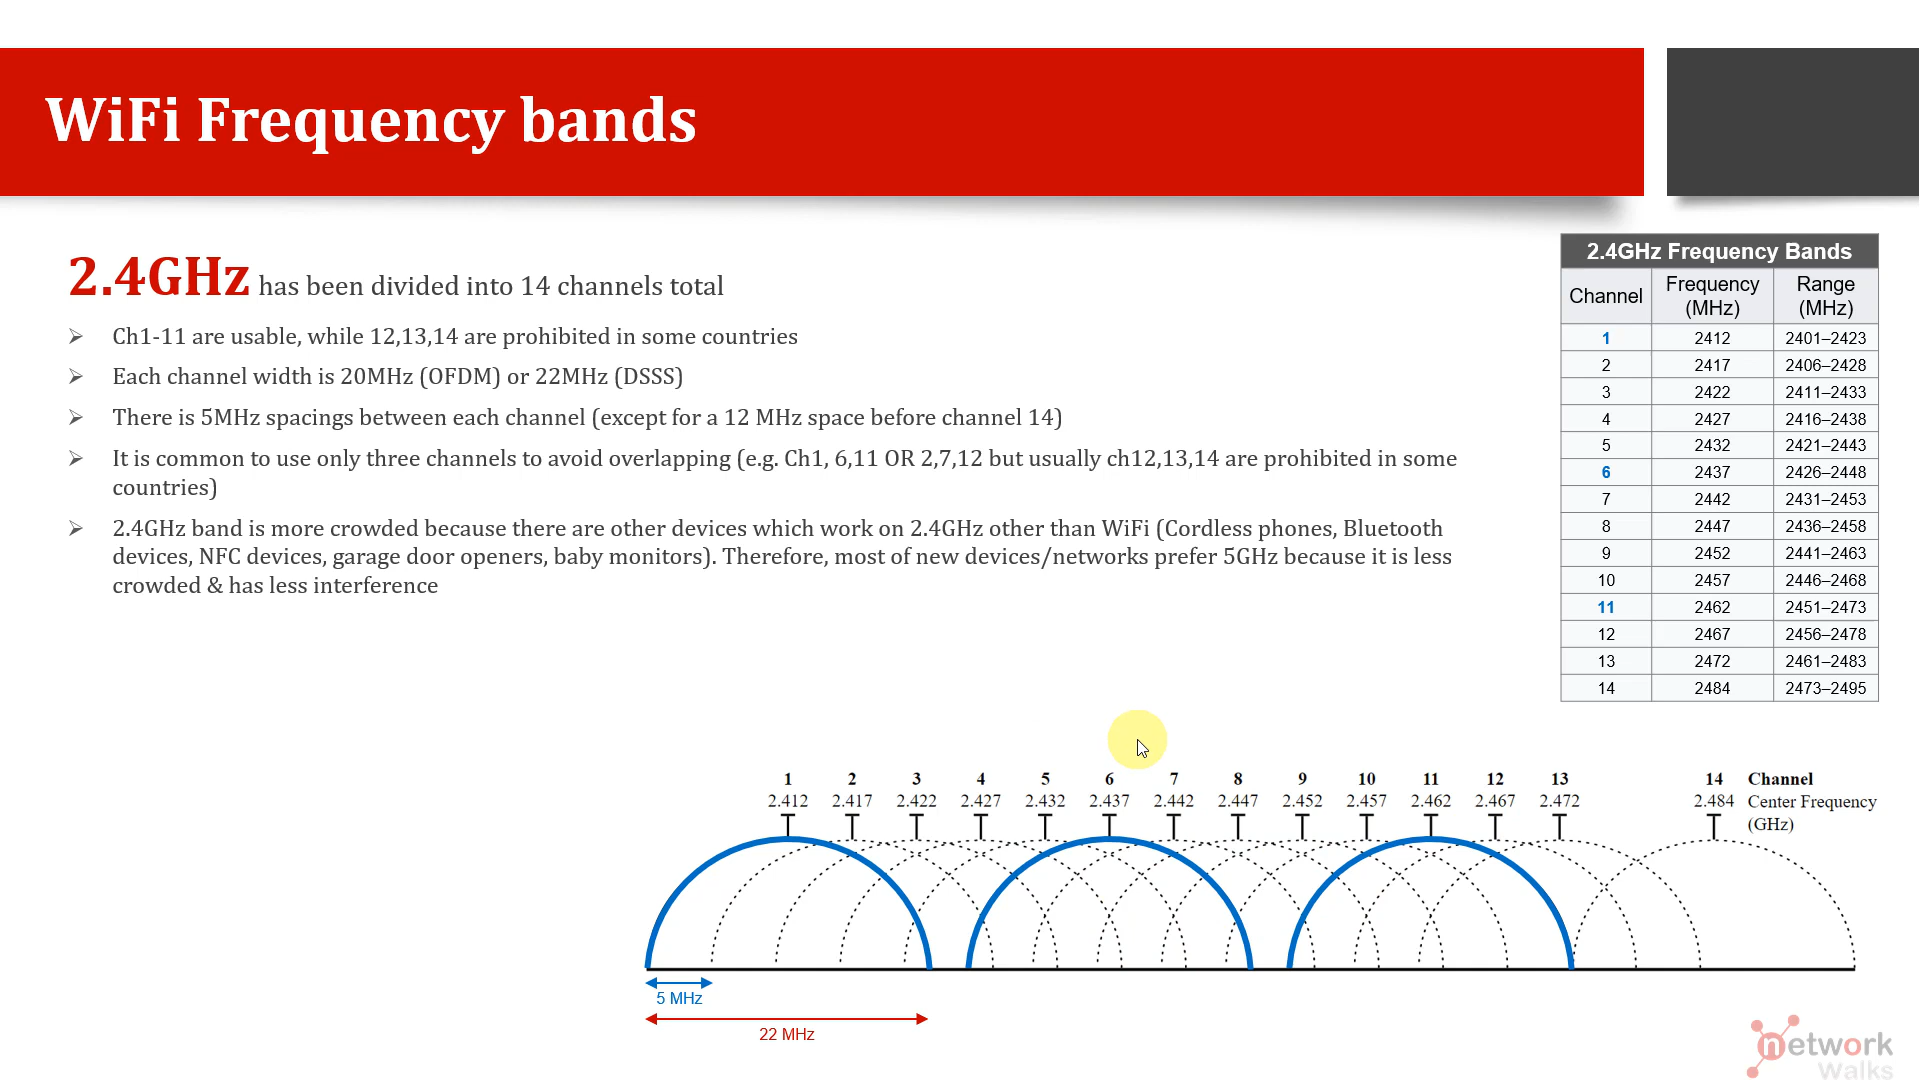 WiFi Frequency bands
2.4GHz has been divided into 14 channels total
Ch1-11 are usable, while 12,13,14 are prohibited in some countries
Each channel width is 20MHz (OFDM) or 22MHz (DSSS)
There is 5MHz spacings between each channel (except for a 12 MHz space before channel 14)
It is common to use only three channels to avoid overlapping (e.g. Ch1, 6,11 OR 2,7,12 but usually ch12,13,14 are prohibited in some
countries)
2.4GHz band is more crowded because there are other devices which work on 2.4GHz other than WiFi (Cordless phones, Bluetooth
devices, NFC devices, garage door openers, baby monitors). Therefore, most of new devices/networks prefer 5GHz because it is less
crowded & has less interference
2.4GHz Frequency Bands
Channel Frequency (MHz) Range (MHz)
1 2412 2401–2423
2 2417 2406–2428
3 2422 2411–2433
4 2427 2416–2438
5 2432 2421–2443
6 2437 2426–2448
7 2442 2431–2453
8 2447 2436–2458
9 2452 2441–2463
10 2457 2446–2468
11 2462 2451–2473
12 2467 2456–2478
13 2472 2461–2483
14 2484 2473–2495
1 2 3 4 5 6 7 8 9 10 11 12 13 14 Channel
2.412 2.417 2.422 2.427 2.432 2.437 2.442 2.447 2.452 2.457 2.462 2.467 2.472 2.484 Center Frequency
(GHz)
5 MHz
22 MHz
network
Walks